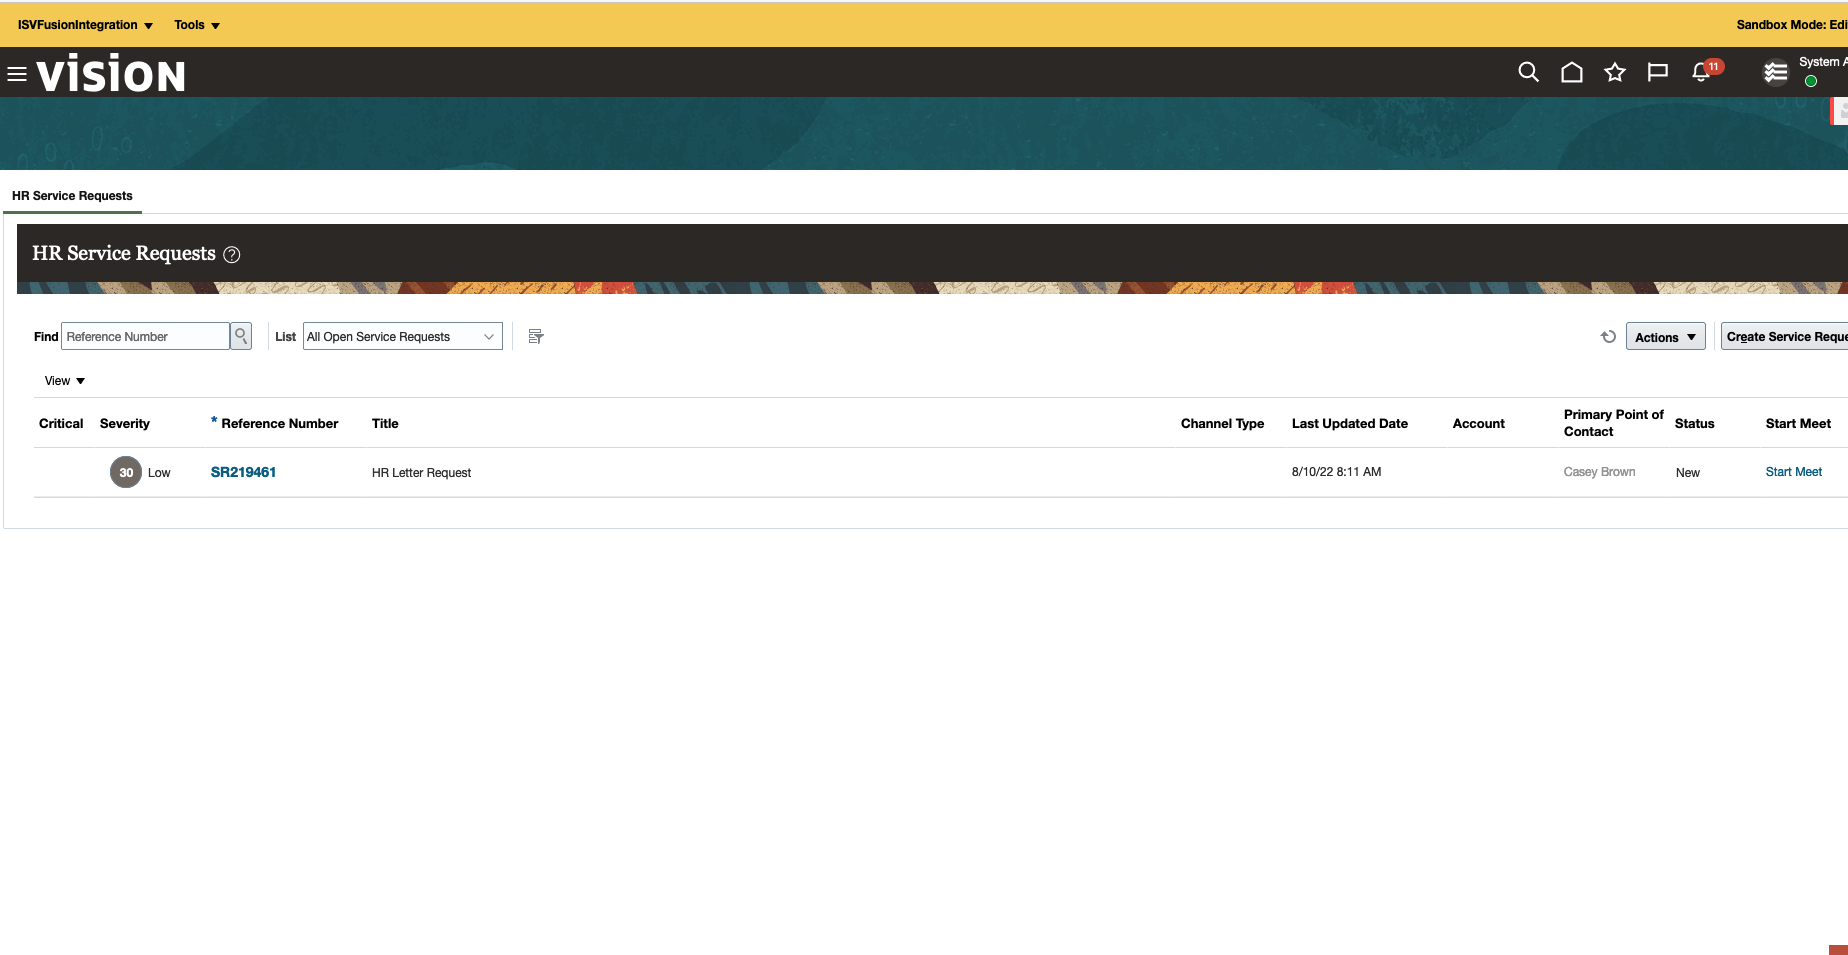 ISVFusionIntegration Tools Sandbox Mode: Edi
vision 11 System A
HR Service Requests
HR Service Requests ?
Find Reference Number List All Open Service Requests Actions Create Service Reque
View
Critical Severity * Reference Number Title Channel Type Last Updated Date Account Primary Point of Contact Status Start Meet
30 Low SR219461 HR Letter Request 8/10/22 8:11 AM Casey Brown New Start Meet